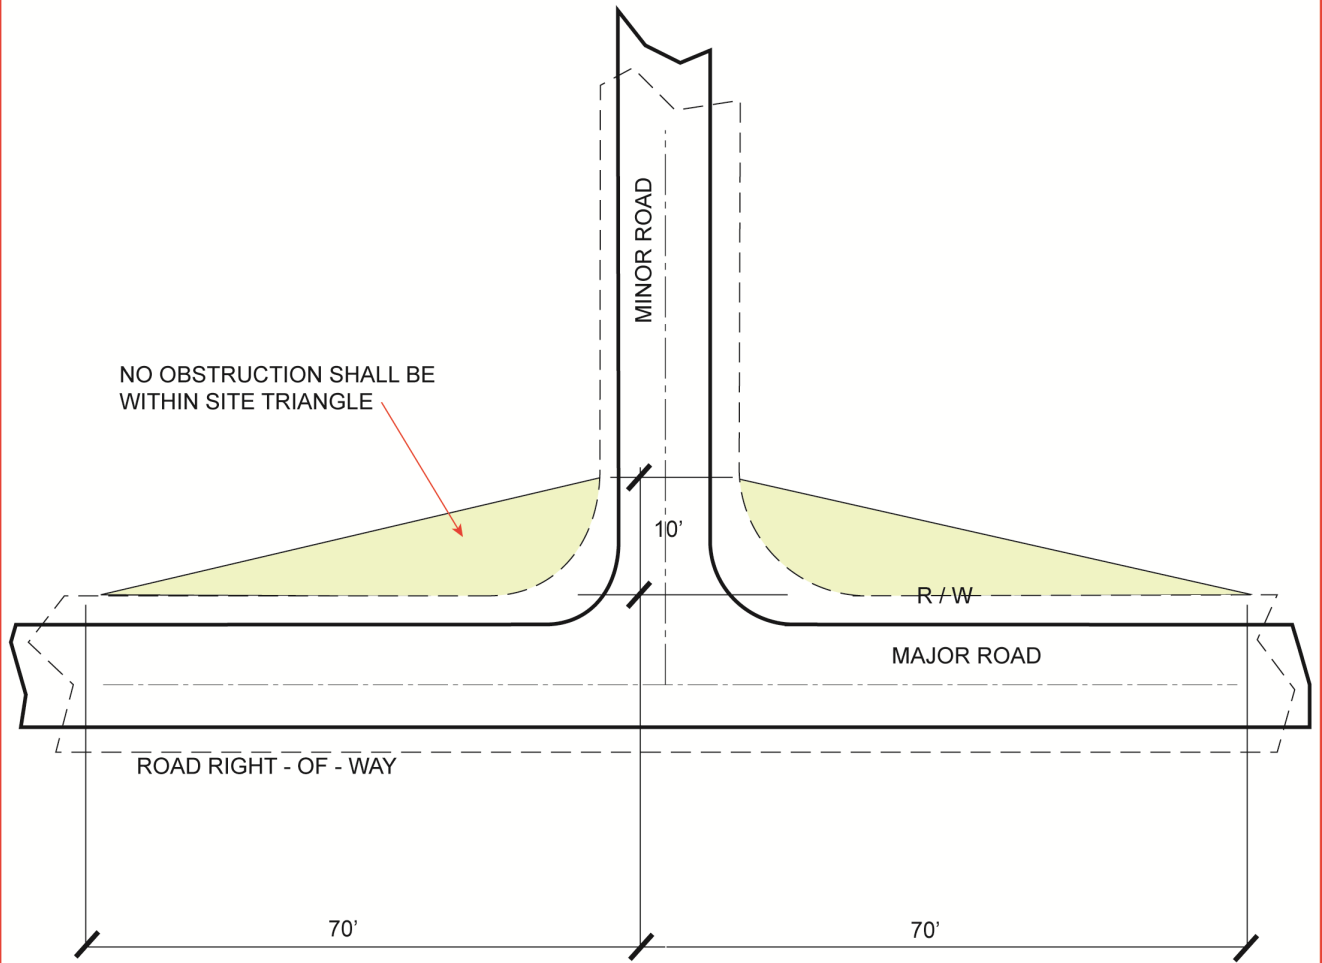 MINOR ROAD
NO OBSTRUCTION SHALL BE
WITHIN SITE TRIANGLE
10’
R / W
MAJOR ROAD
ROAD RIGHT - OF - WAY
70’
70’